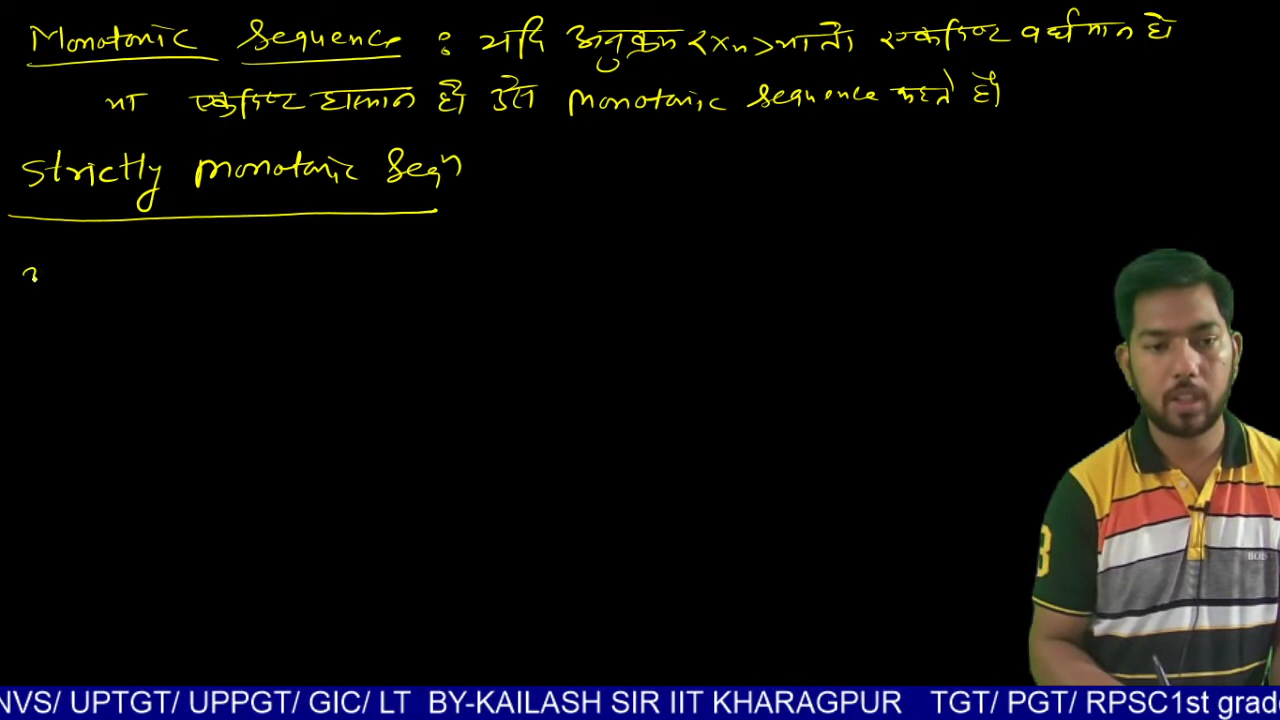 Monotonic Sequence : यदि अनुक्रम <xn> या तो एकदिष्ट वर्धमान हो
या एकदिष्ट ह्रासमान हो उसे monotonic sequence कहते हैं
Strictly monotonic Seqn
NVS/ UPTGT/ UPPGT/ GIC/ LT BY-KAILASH SIR IIT KHARAGPUR TGT/ PGT/ RPSC1st grad